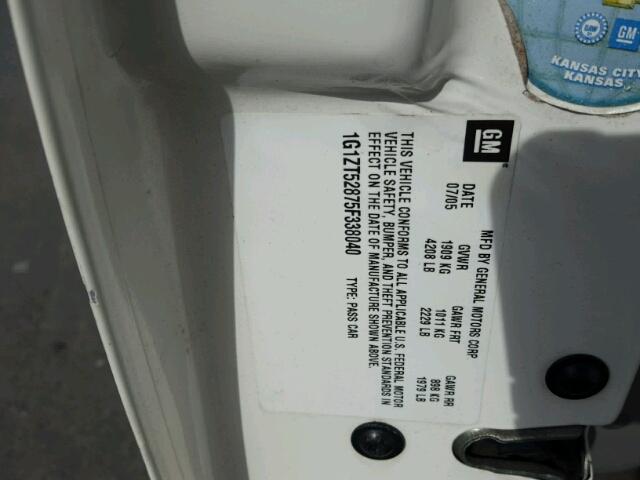 GM
MFD BY GENERAL MOTORS CORP
DATE GVWR GAWR FRT GAWR RR
07/05 1909 KG 1011 KG 898 KG
4208 LB 2229 LB 1979 LB
THIS VEHICLE CONFORMS TO ALL APPLICABLE U.S. FEDERAL MOTOR
VEHICLE SAFETY, BUMPER, AND THEFT PREVENTION STANDARDS IN
EFFECT ON THE DATE OF MANUFACTURE SHOWN ABOVE.
1G1ZT52875F338040 TYPE: PASS CAR
GM
KANSAS CITY
KANSAS